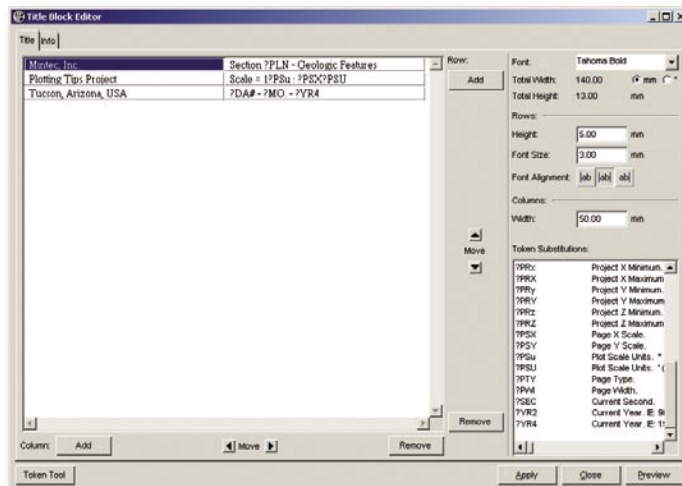 Title Block Editor
Title Info
Mintec, Inc. Section ?PLN - Geologic Features
Plotting Tips Project Scale = 1?PSu : ?PSX?PSU
Tucson, Arizona, USA ?DA# - ?MO. - ?YR4
Row:
Add
Move
Remove
Column: Add Move Remove
Font: Tahoma Bold
Total Width: 140.00 mm "
Total Height: 13.00 mm
Rows:
Height: 5.00 mm
Font Size: 3.00 mm
Font Alignment: |ab |ab| ab|
Columns:
Width: 50.00 mm
Token Substitutions:
?PRx Project X Minimum.
?PRX Project X Maximum
?PRy Project Y Minimum.
?PRY Project Y Maximum
?PRz Project Z Minimum.
?PRZ Project Z Maximum
?PSX Page X Scale.
?PSY Page Y Scale.
?PSu Plot Scale Units. *
?PSU Plot Scale Units. *(
?PTY Page Type.
?PWI Page Width.
?SEC Current Second.
?YR2 Current Year. IE:
?YR4 Current Year. IE:
Token Tool Apply Close Preview